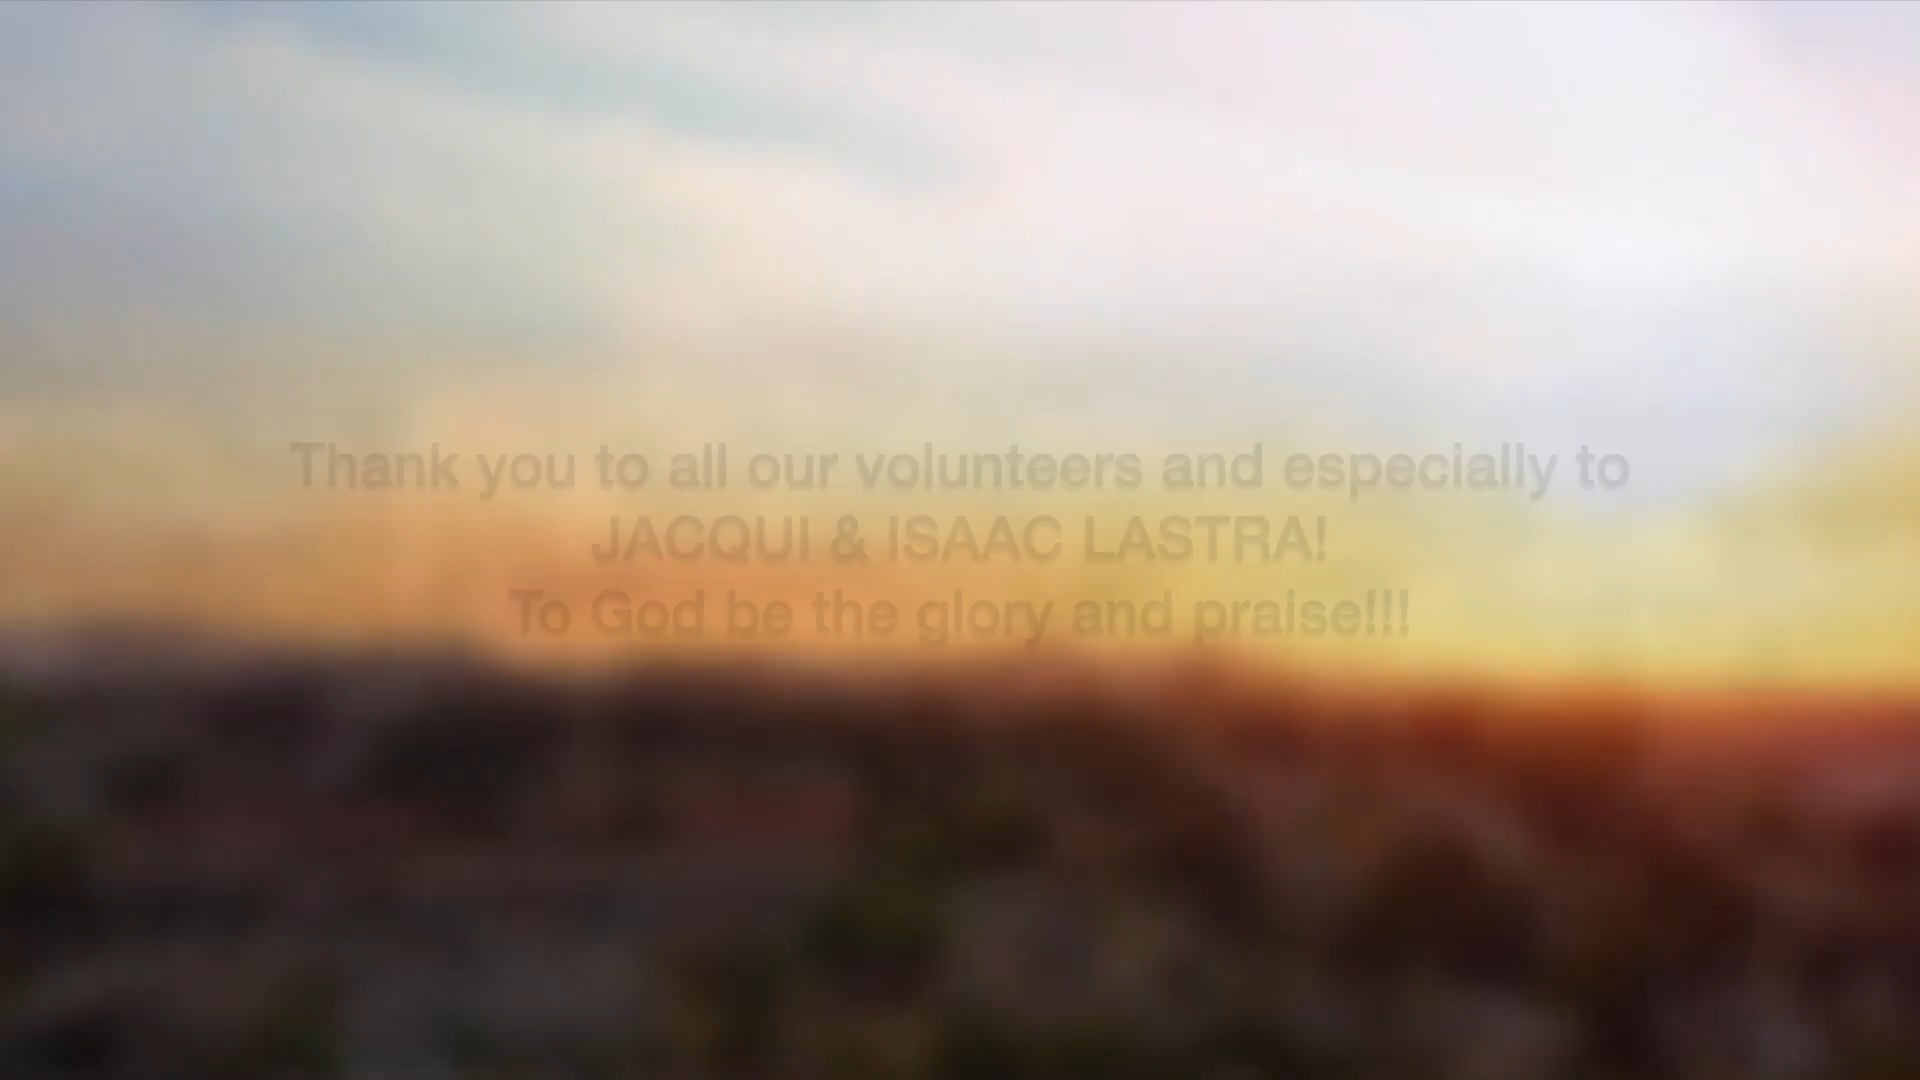 Thank you to all our volunteers and especially to
JACQUI & ISAAC LASTRA!
To God be the glory and praise!!!